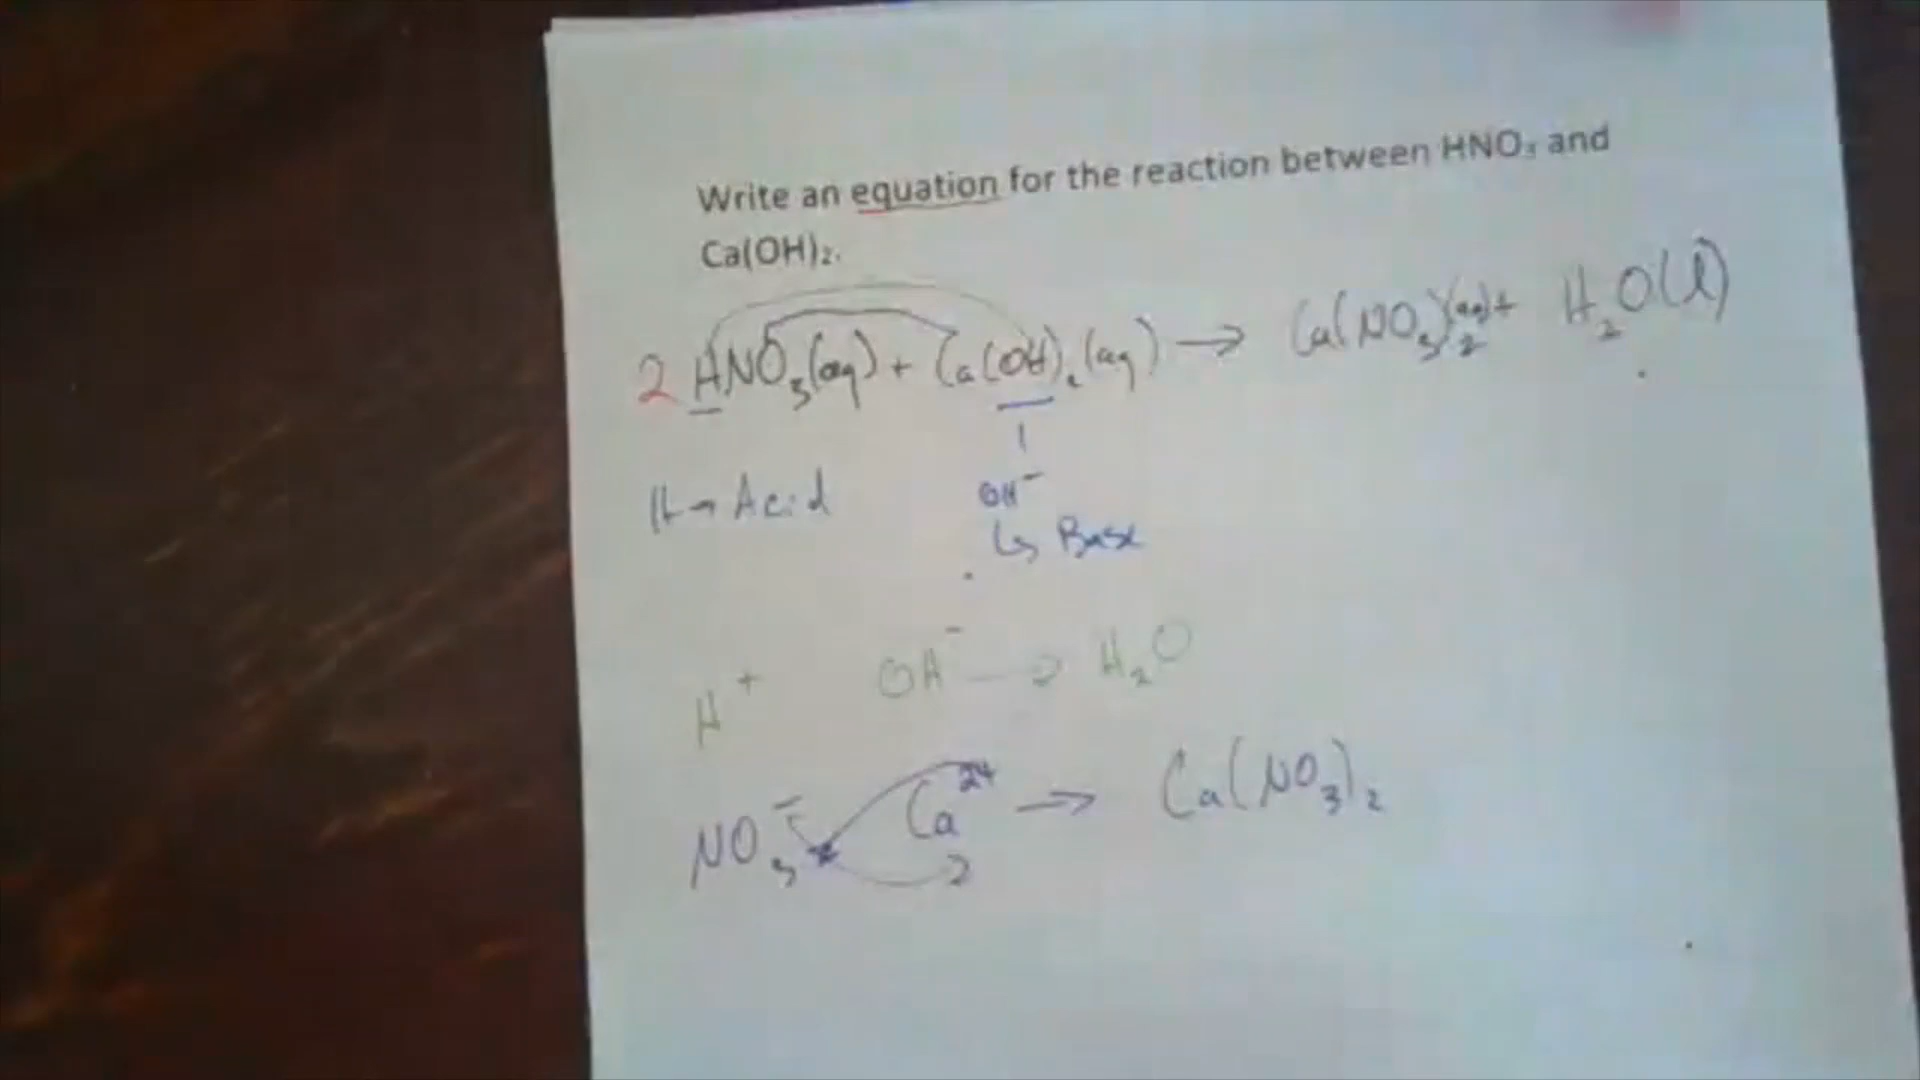 Write an equation for the reaction between HNO₃ and
Ca(OH)₂.
2 HNO₃(aq) + Ca(OH)₂(aq) → Ca(NO₃)₂(aq) + H₂O(l)
H → Acid
OH⁻
↳ Base
H⁺ OH⁻ → H₂O
NO₃⁻ Ca²⁺ → Ca(NO₃)₂
2